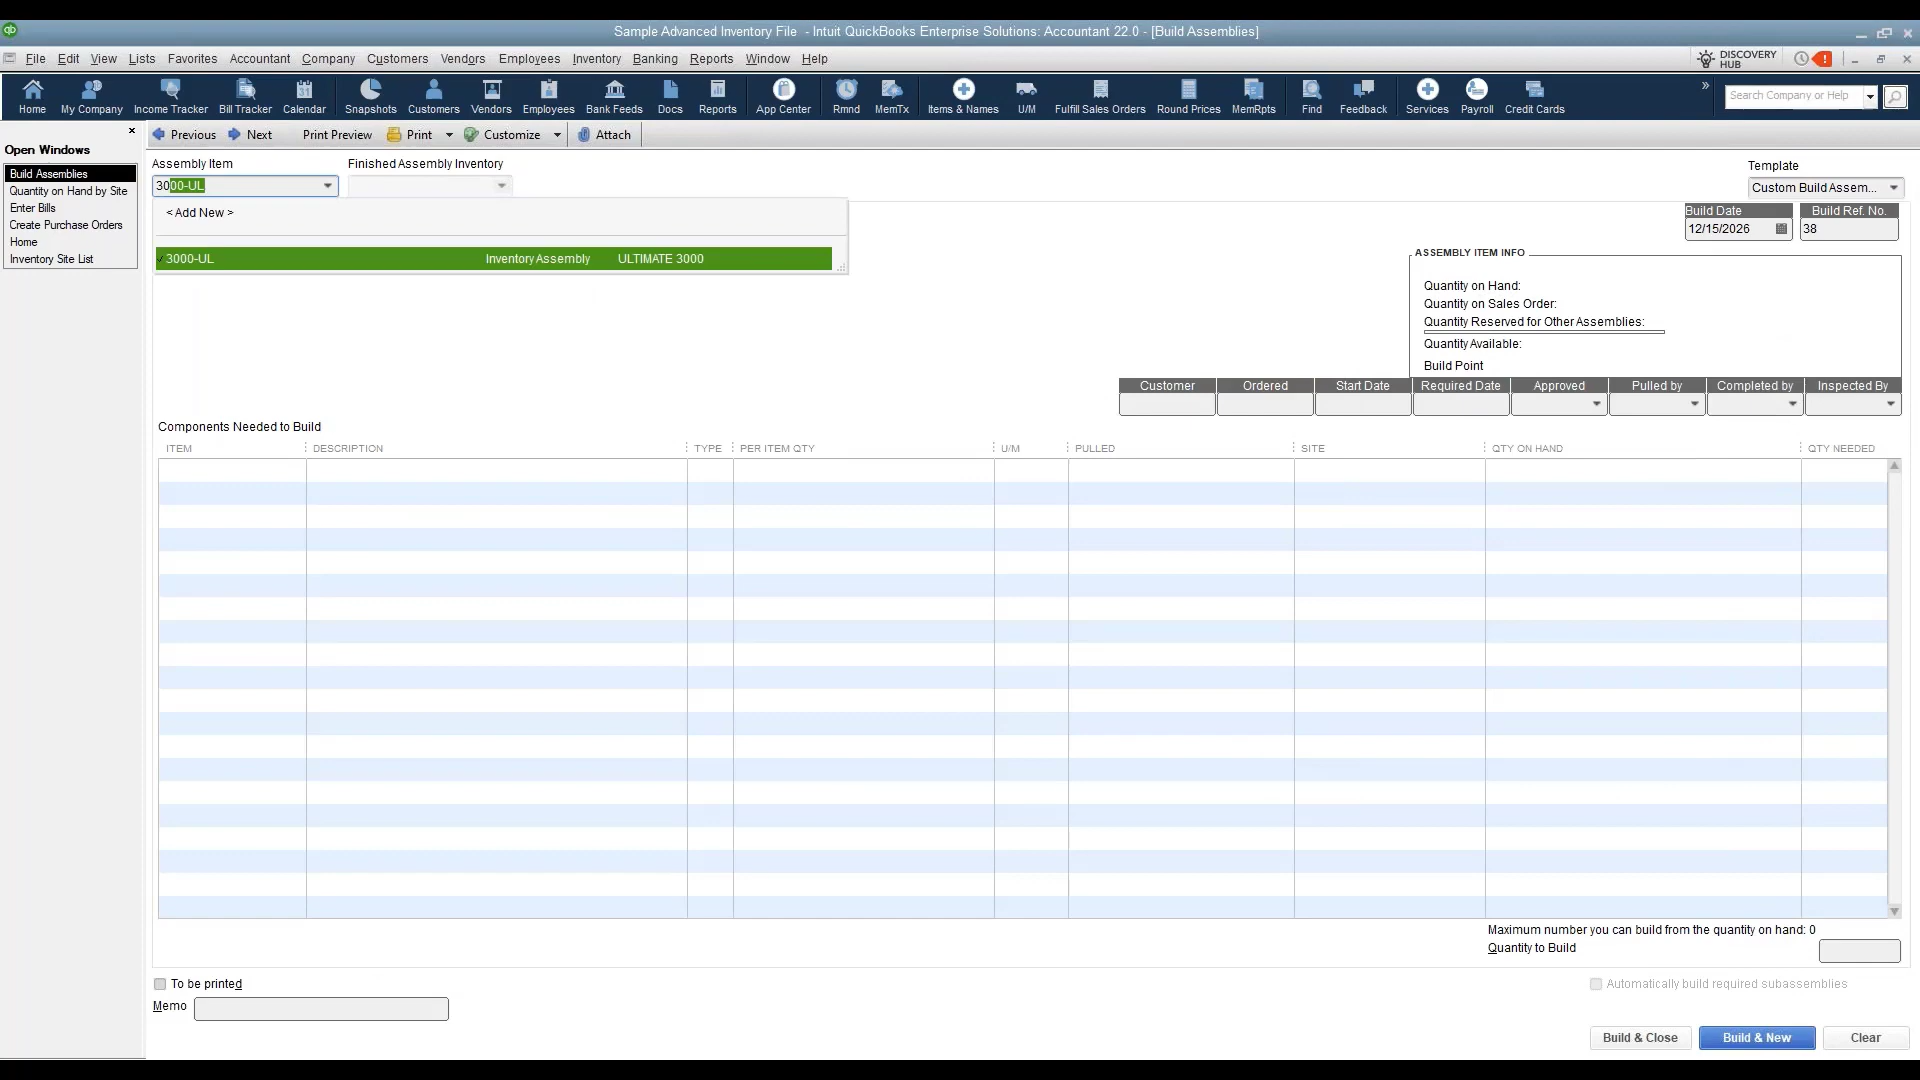 qb
Sample Advanced Inventory File - Intuit QuickBooks Enterprise Solutions: Accountant 22.0 - [Build Assemblies]
File Edit View Lists Favorites Accountant Company Customers Vendors Employees Inventory Banking Reports Window Help
DISCOVERY
HUB
Home My Company Income Tracker Bill Tracker Calendar Snapshots Customers Vendors Employees Bank Feeds Docs Reports App Center Rmnd MemTx Items & Names U/M Fulfill Sales Orders Round Prices MemRpts Find Feedback Services Payroll Credit Cards
Search Company or Help
Previous Next Print Preview Print Customize Attach
Open Windows
Build Assemblies
Quantity on Hand by Site
Enter Bills
Create Purchase Orders
Home
Inventory Site List
Assembly Item Finished Assembly Inventory
3000-UL
< Add New >
3000-UL Inventory Assembly ULTIMATE 3000
Template
Custom Build Assem...
Build Date Build Ref. No.
12/15/2026 38
ASSEMBLY ITEM INFO
Quantity on Hand:
Quantity on Sales Order:
Quantity Reserved for Other Assemblies:
Quantity Available:
Build Point
Customer Ordered Start Date Required Date Approved Pulled by Completed by Inspected By
Components Needed to Build
ITEM DESCRIPTION TYPE PER ITEM QTY U/M PULLED SITE QTY ON HAND QTY NEEDED
Maximum number you can build from the quantity on hand: 0
Quantity to Build
To be printed
Automatically build required subassemblies
Memo
Build & Close Build & New Clear